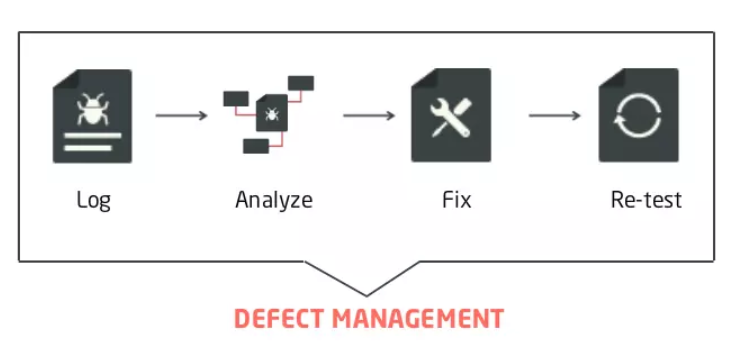 Log
Analyze
Fix
Re-test
DEFECT MANAGEMENT